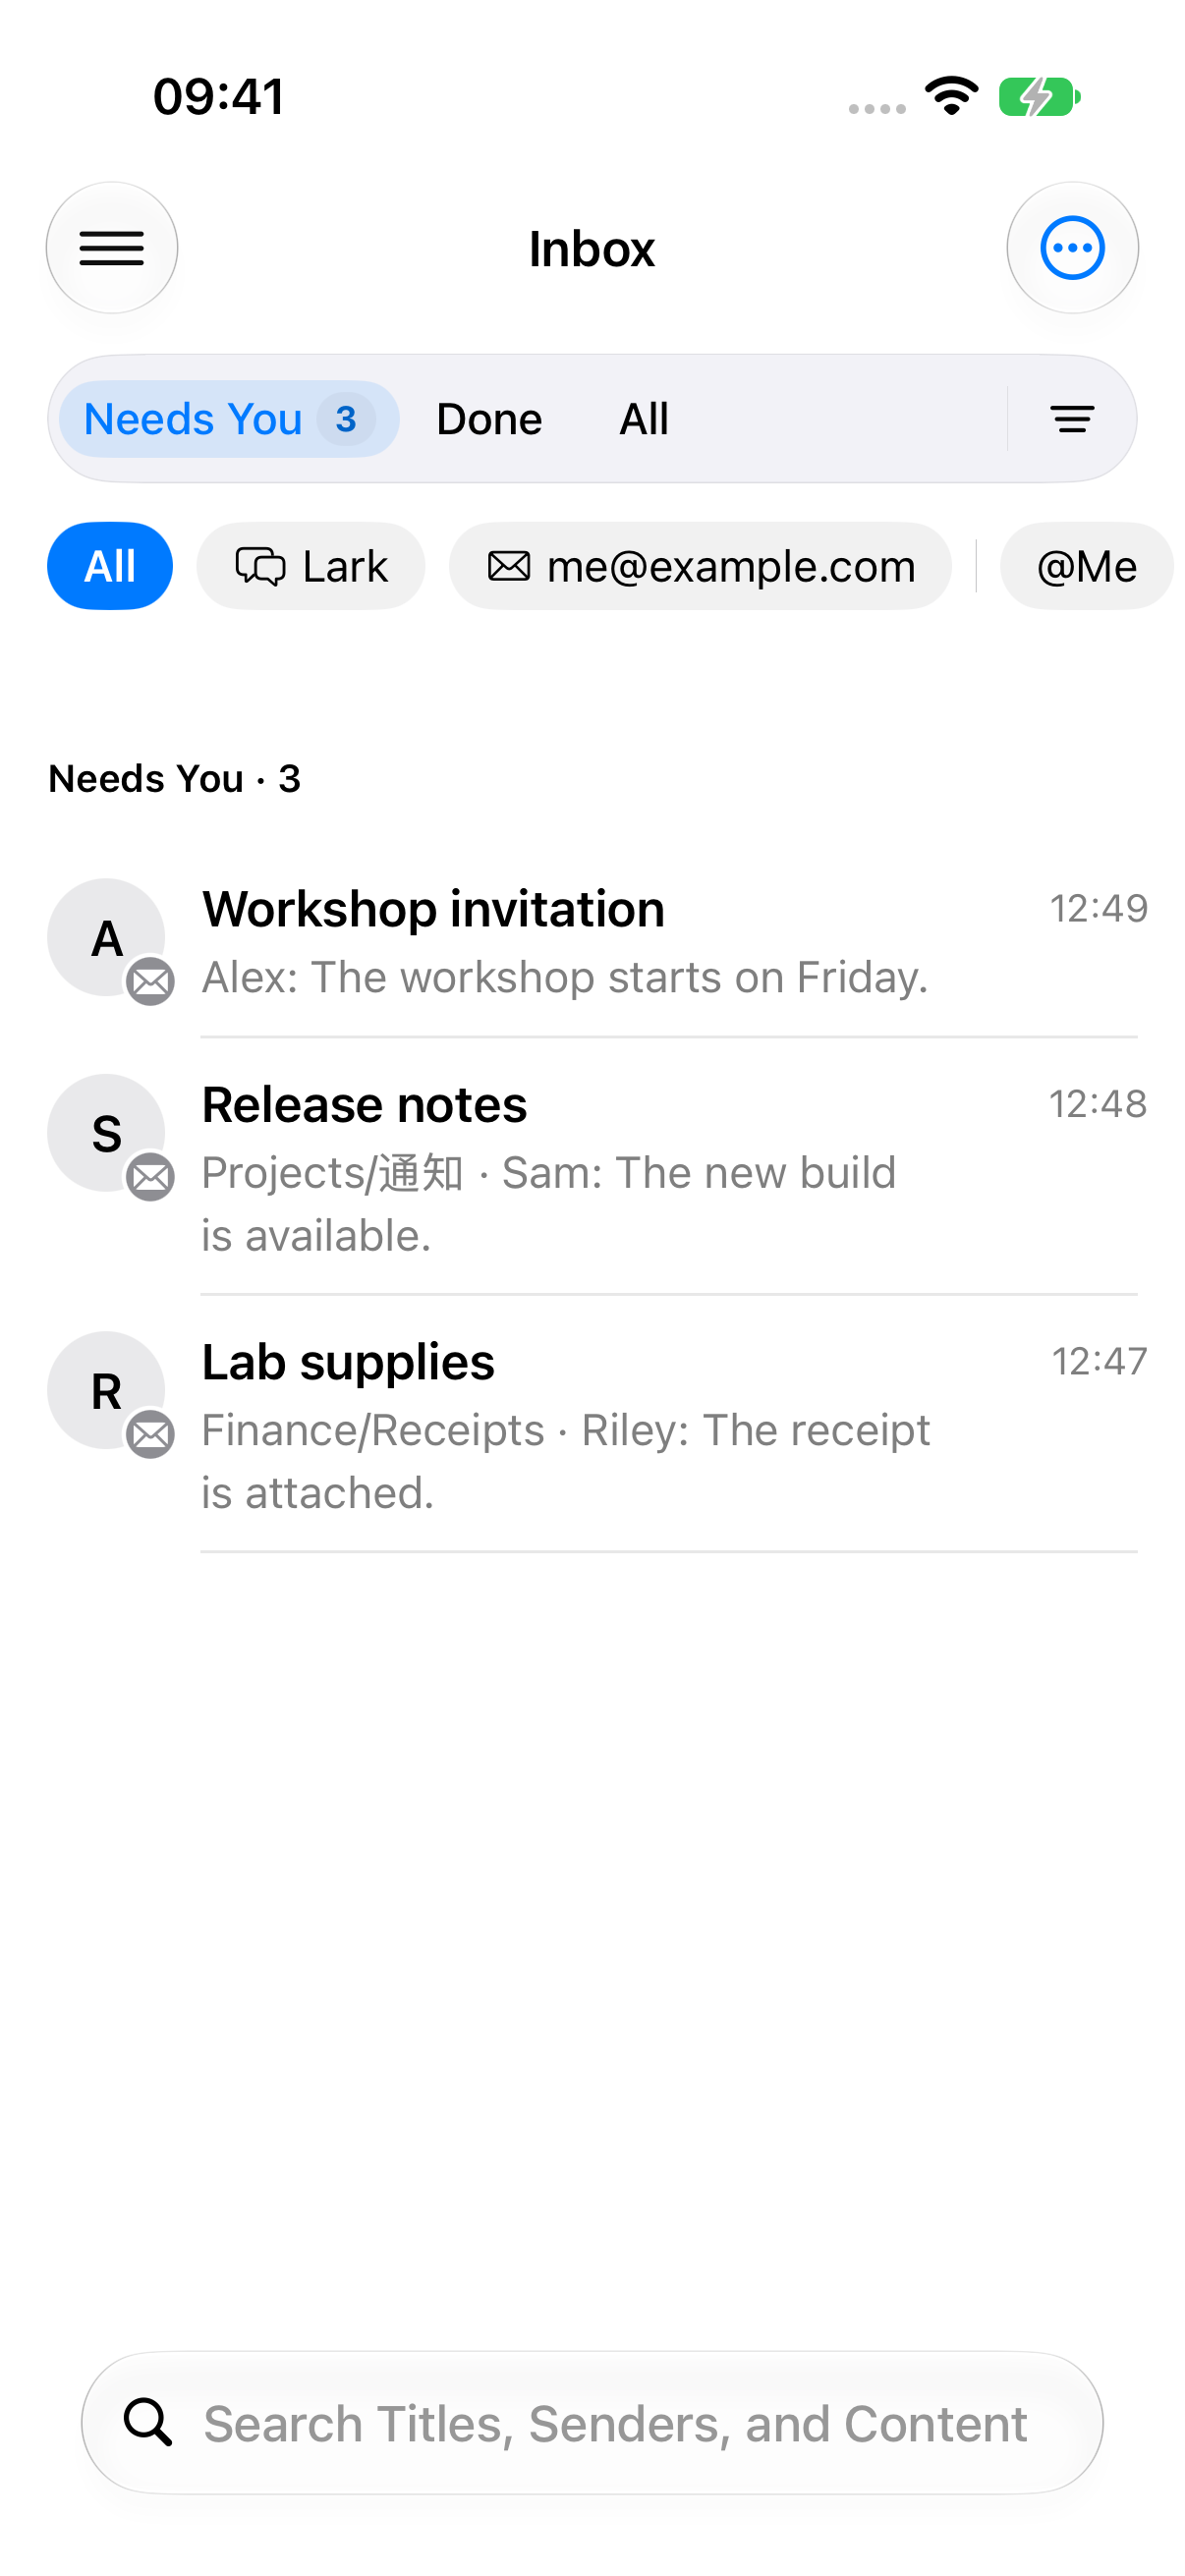 09:41
Inbox
Needs You 3 Done All
All Lark me@example.com @Me
Needs You · 3
A Workshop invitation 12:49
Alex: The workshop starts on Friday.
S Release notes 12:48
Projects/通知 · Sam: The new build
is available.
R Lab supplies 12:47
Finance/Receipts · Riley: The receipt
is attached.
Search Titles, Senders, and Content